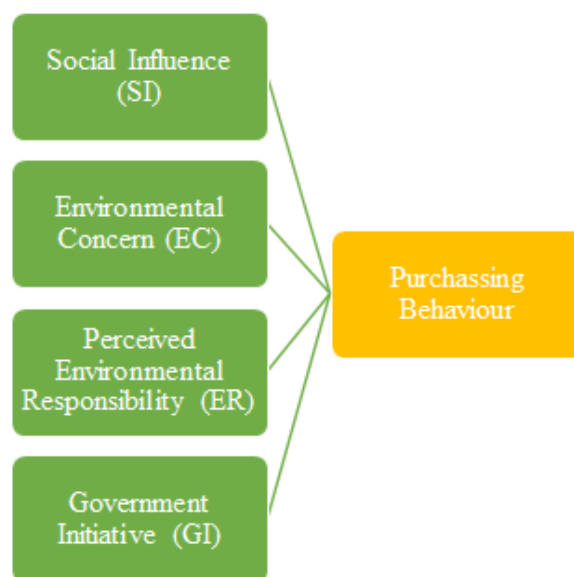 Social Influence
(SI)
Environmental
Concern (EC)
Perceived
Environmental
Responsibility (ER)
Government
Initiative (GI)
Purchassing
Behaviour